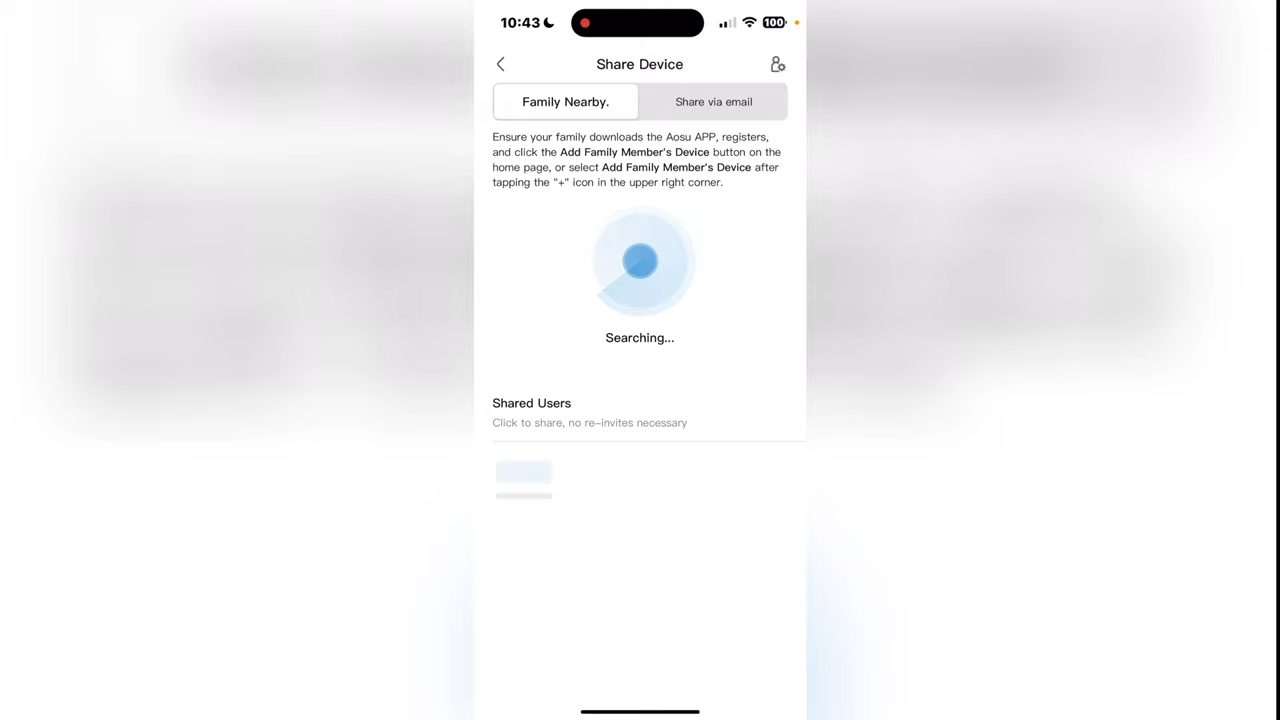 10:43
100
Share Device
Family Nearby.
Share via email
Ensure your family downloads the Aosu APP, registers,
and click the Add Family Member's Device button on the
home page, or select Add Family Member's Device after
tapping the "+" icon in the upper right corner.
Searching...
Shared Users
Click to share, no re-invites necessary